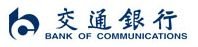 交通銀行
BANK OF COMMUNICATIONS